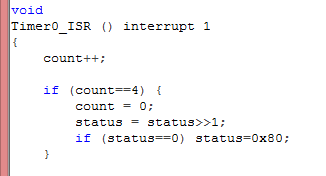 void
Timer0_ISR () interrupt 1
{
    count++;

    if (count==4) {
        count = 0;
        status = status>>1;
        if (status==0) status=0x80;
    }